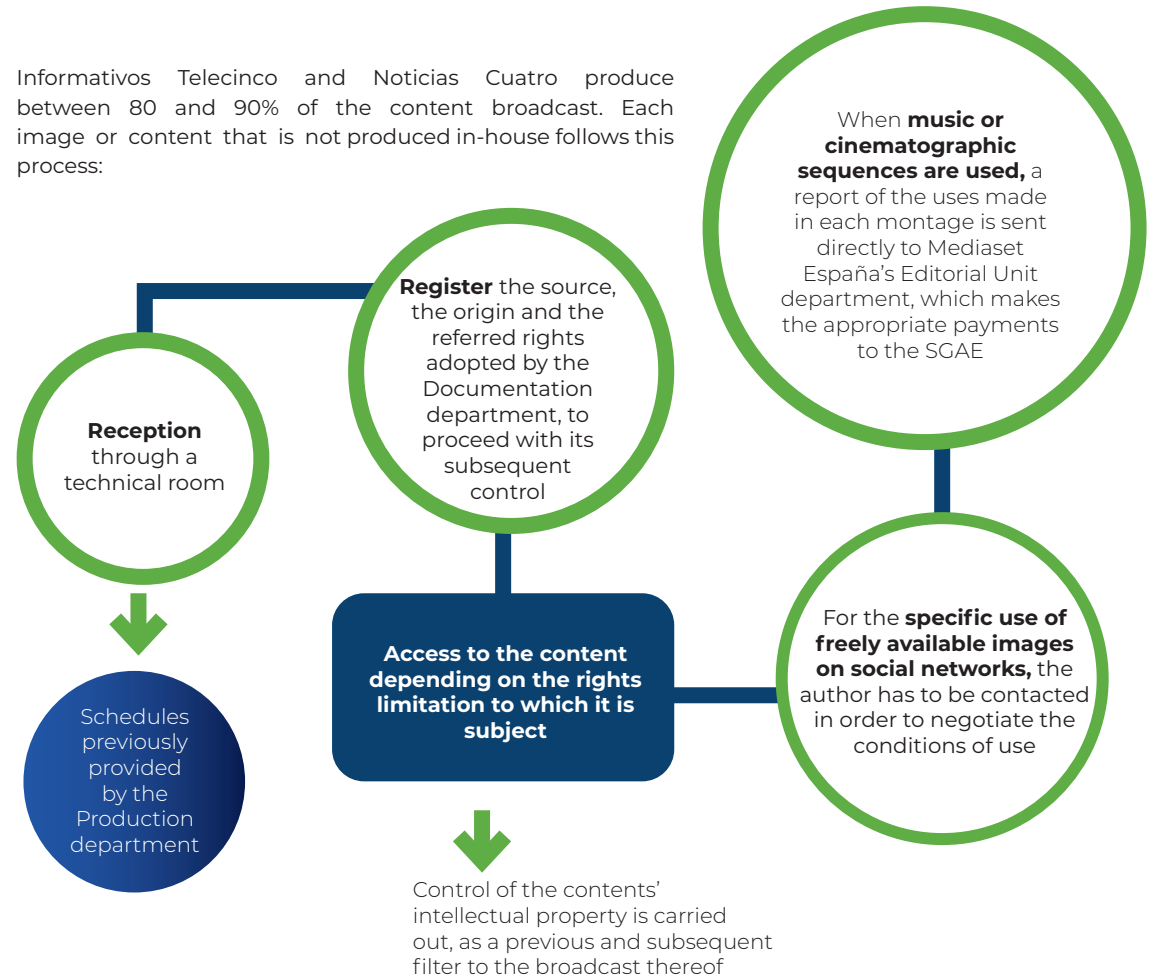 Informativos Telecinco and Noticias Cuatro produce
between 80 and 90% of the content broadcast. Each
image or content that is not produced in-house follows this
process:
Reception
through a
technical room
Schedules
previously
provided
by the
Production
department
Register the source,
the origin and the
referred rights
adopted by the
Documentation
department, to
proceed with its
subsequent
control
Access to the content
depending on the rights
limitation to which it is
subject
Control of the contents’
intellectual property is carried
out, as a previous and subsequent
filter to the broadcast thereof
For the specific use of
freely available images
on social networks, the
author has to be contacted
in order to negotiate the
conditions of use
When music or
cinematographic
sequences are used, a
report of the uses made
in each montage is sent
directly to Mediaset
España’s Editorial Unit
department, which makes
the appropriate payments
to the SGAE